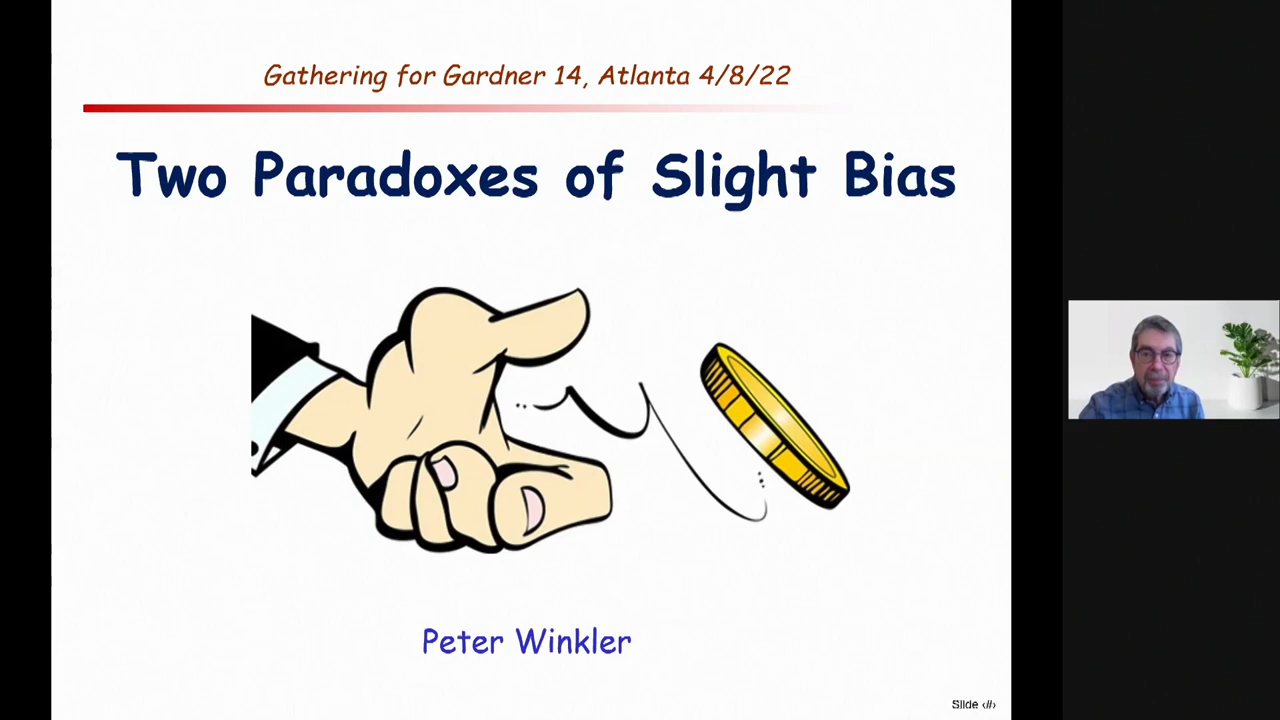 Gathering for Gardner 14, Atlanta 4/8/22
Two Paradoxes of Slight Bias
Peter Winkler
Slide ‹#›